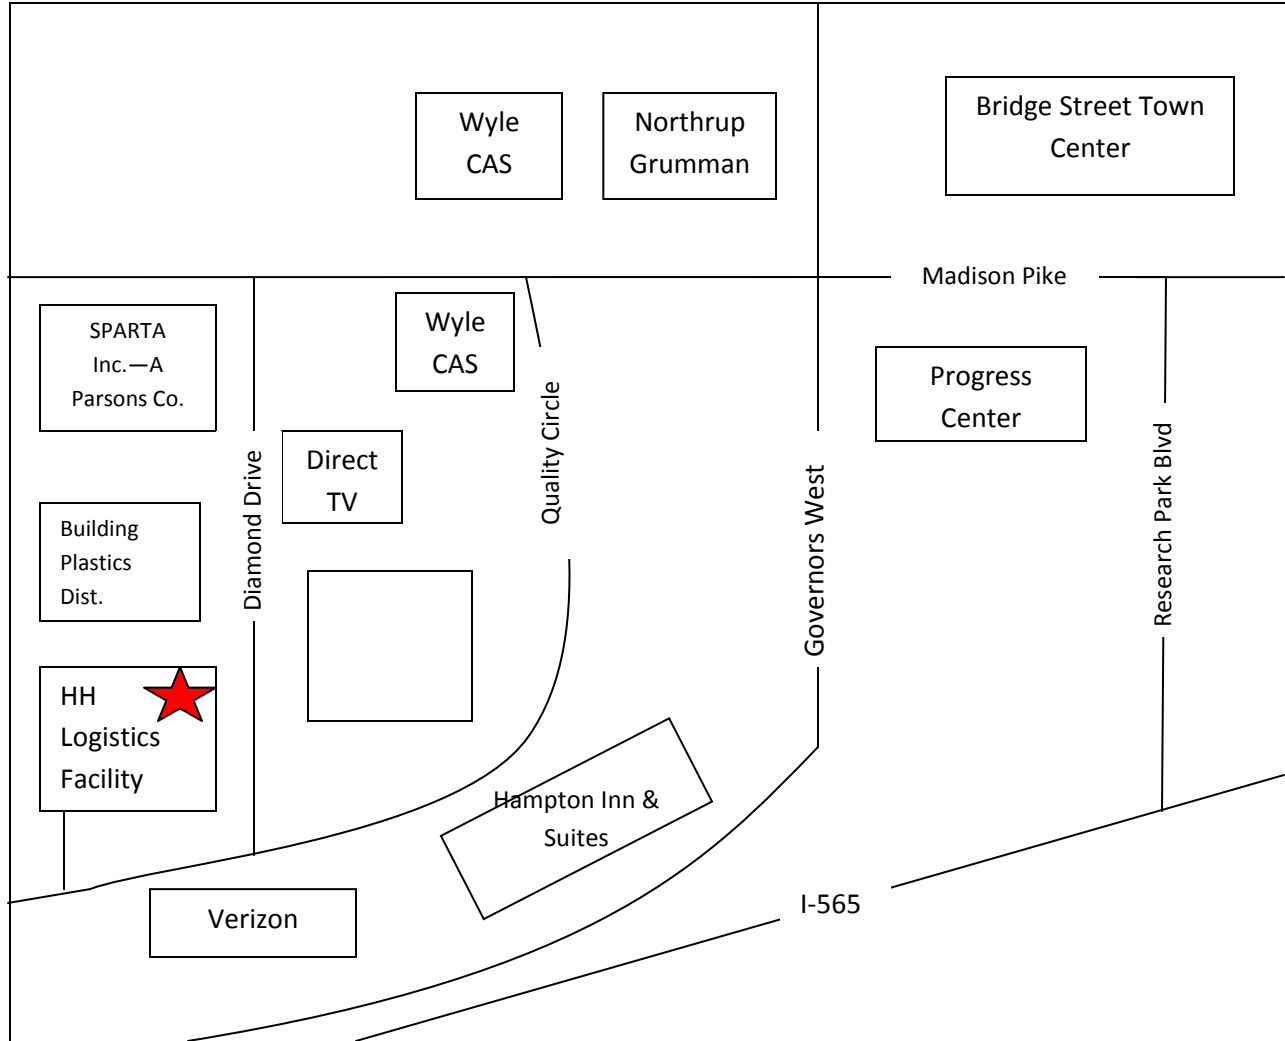 Wyle
CAS
Northrup
Grumman
Bridge Street Town
Center
Madison Pike
SPARTA
Inc.—A
Parsons Co.
Wyle
CAS
Progress
Center
Quality Circle
Direct
TV
Diamond Drive
Governors West
Research Park Blvd
Building
Plastics
Dist.
HH
Logistics
Facility
Hampton Inn &
Suites
Verizon
I-565